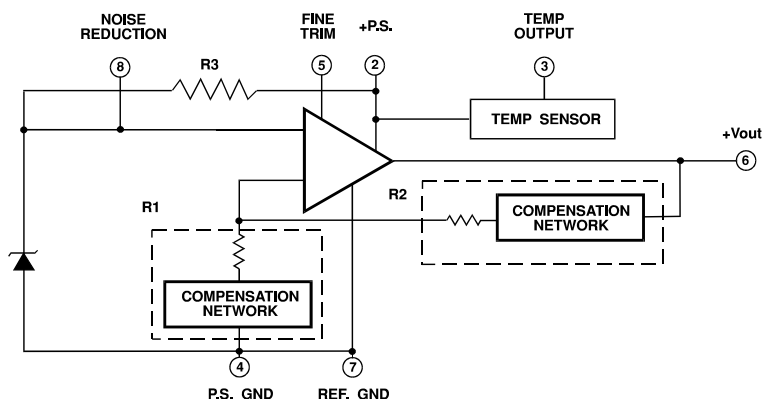 NOISE
REDUCTION
FINE
TRIM
+P.S.
TEMP
OUTPUT
8
R3
5
2
3
TEMP SENSOR
+Vout
6
R1
R2
COMPENSATION
NETWORK
COMPENSATION
NETWORK
4
7
P.S. GND
REF. GND